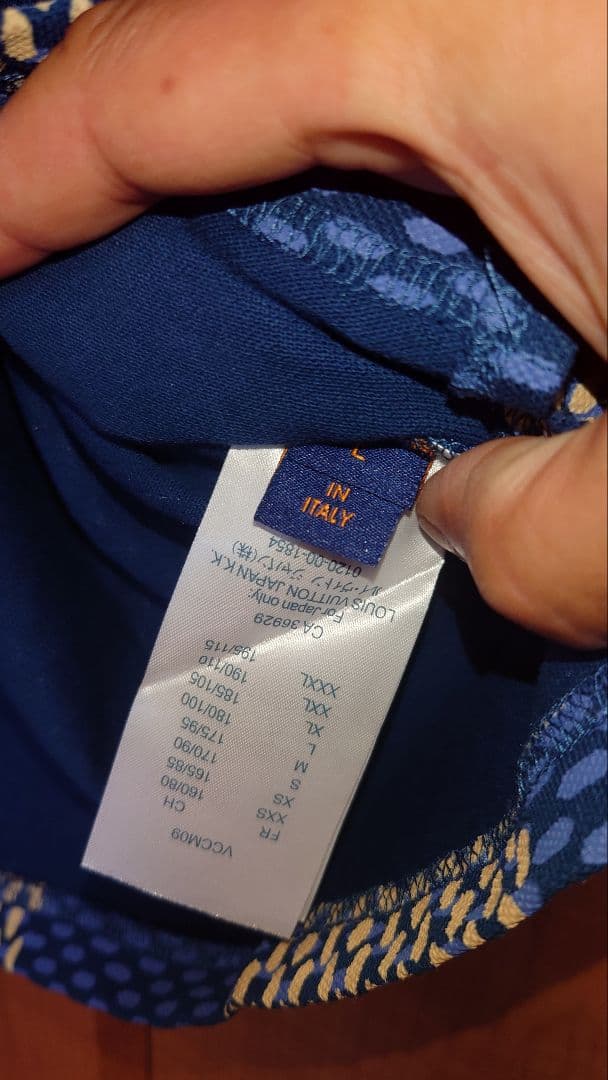 L
IN
ITALY
VCCM09
FR CH
XXS 160/80
XS 165/85
S 170/90
M 175/95
L 180/100
XL 185/105
XXL 190/110
XXXL 195/115
CA 36929
For Japan only:
LOUIS VUITTON JAPAN K.K.
ルイ・ヴィトン ジャパン(株)
0120-00-1854